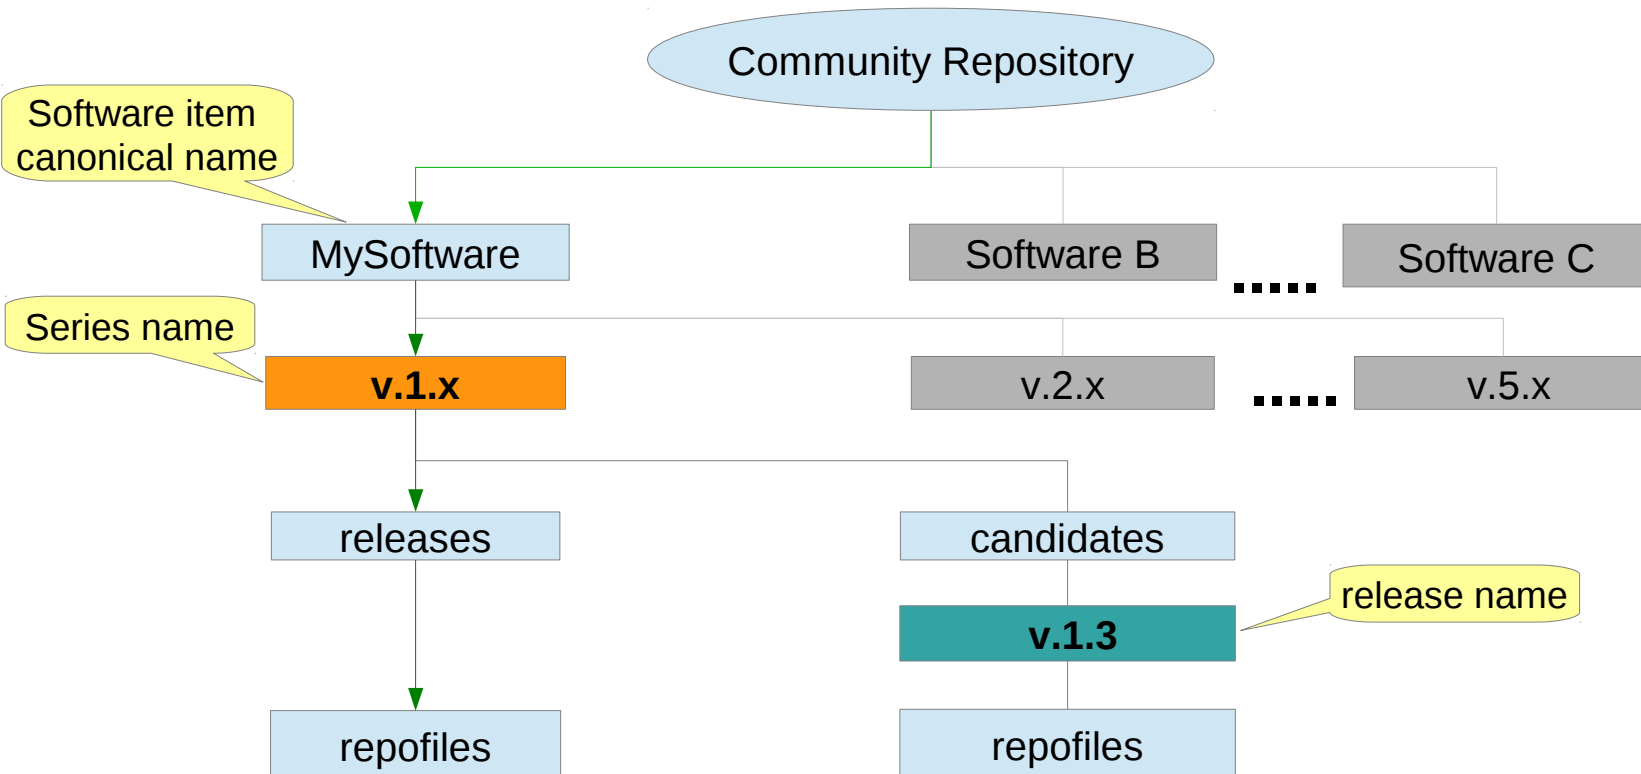 Community Repository
Software item
canonical name
MySoftware
Software B
Software C
Series name
v.1.x
v.2.x
v.5.x
releases
candidates
release name
v.1.3
repofiles
repofiles